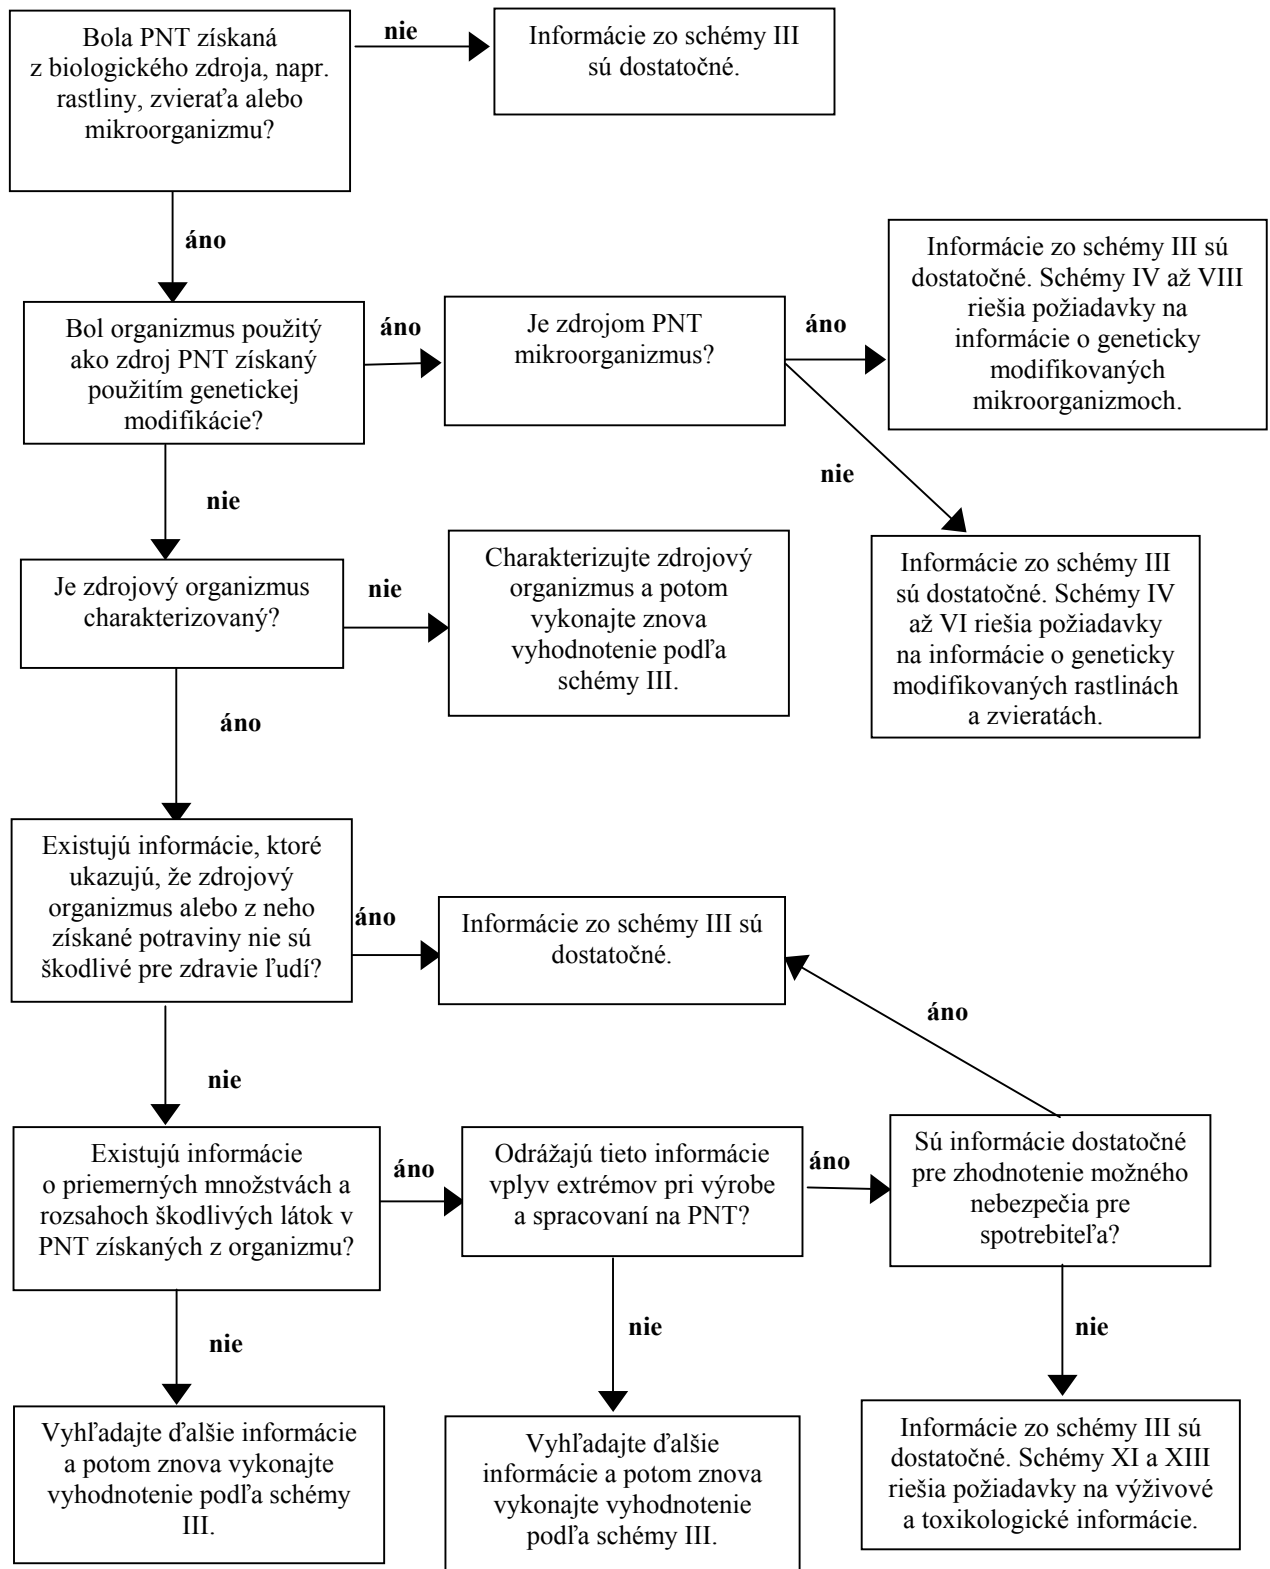 Bola PNT získaná
z biologického zdroja, napr.
rastliny, zvieraťa alebo
mikroorganizmu?
nie
Informácie zo schémy III
sú dostatočné.
áno
Bol organizmus použitý
ako zdroj PNT získaný
použitím genetickej
modifikácie?
áno
Je zdrojom PNT
mikroorganizmus?
áno
Informácie zo schémy III sú
dostatočné. Schémy IV až VIII
riešia požiadavky na
informácie o geneticky
modifikovaných
mikroorganizmoch.
nie
nie
Je zdrojový organizmus
charakterizovaný?
nie
Charakterizujte zdrojový
organizmus a potom
vykonajte znova
vyhodnotenie podľa
schémy III.
Informácie zo schémy III
sú dostatočné. Schémy IV
až VI riešia požiadavky
na informácie o geneticky
modifikovaných rastlinách
a zvieratách.
áno
Existujú informácie, ktoré
ukazujú, že zdrojový
organizmus alebo z neho
získané potraviny nie sú
škodlivé pre zdravie ľudí?
áno
Informácie zo schémy III sú
dostatočné.
áno
nie
Existujú informácie
o priemerných množstvách a
rozsahoch škodlivých látok v
PNT získaných z organizmu?
áno
Odrážajú tieto informácie
vplyv extrémov pri výrobe
a spracovaní na PNT?
áno
Sú informácie dostatočné
pre zhodnotenie možného
nebezpečia pre
spotrebiteľa?
nie
nie
nie
Vyhľadajte ďalšie informácie
a potom znova vykonajte
vyhodnotenie podľa schémy
III.
Vyhľadajte ďalšie
informácie a potom znova
vykonajte vyhodnotenie
podľa schémy III.
Informácie zo schémy III sú
dostatočné. Schémy XI a XIII
riešia požiadavky na výživové
a toxikologické informácie.